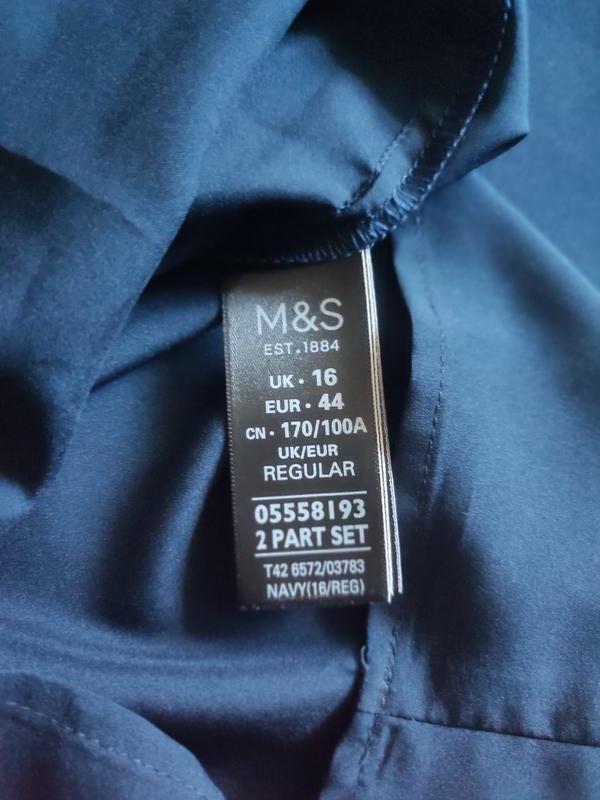 M&S
EST. 1884
UK • 16
EUR • 44
CN • 170/100A
UK/EUR
REGULAR
05558193
2 PART SET
T42 6572/03783
NAVY(16/REG)